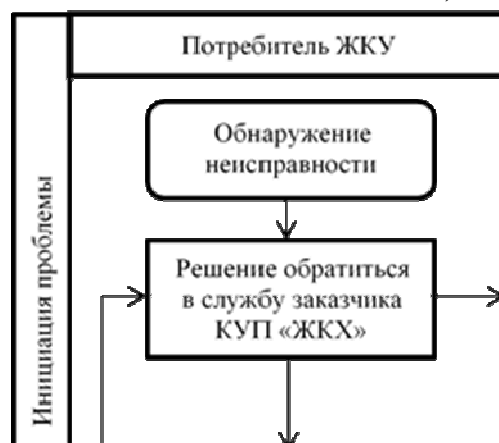 Потребитель ЖКУ
Инициация проблемы
Обнаружение
неисправности
Решение обратиться
в службу заказчика
КУП «ЖКХ»